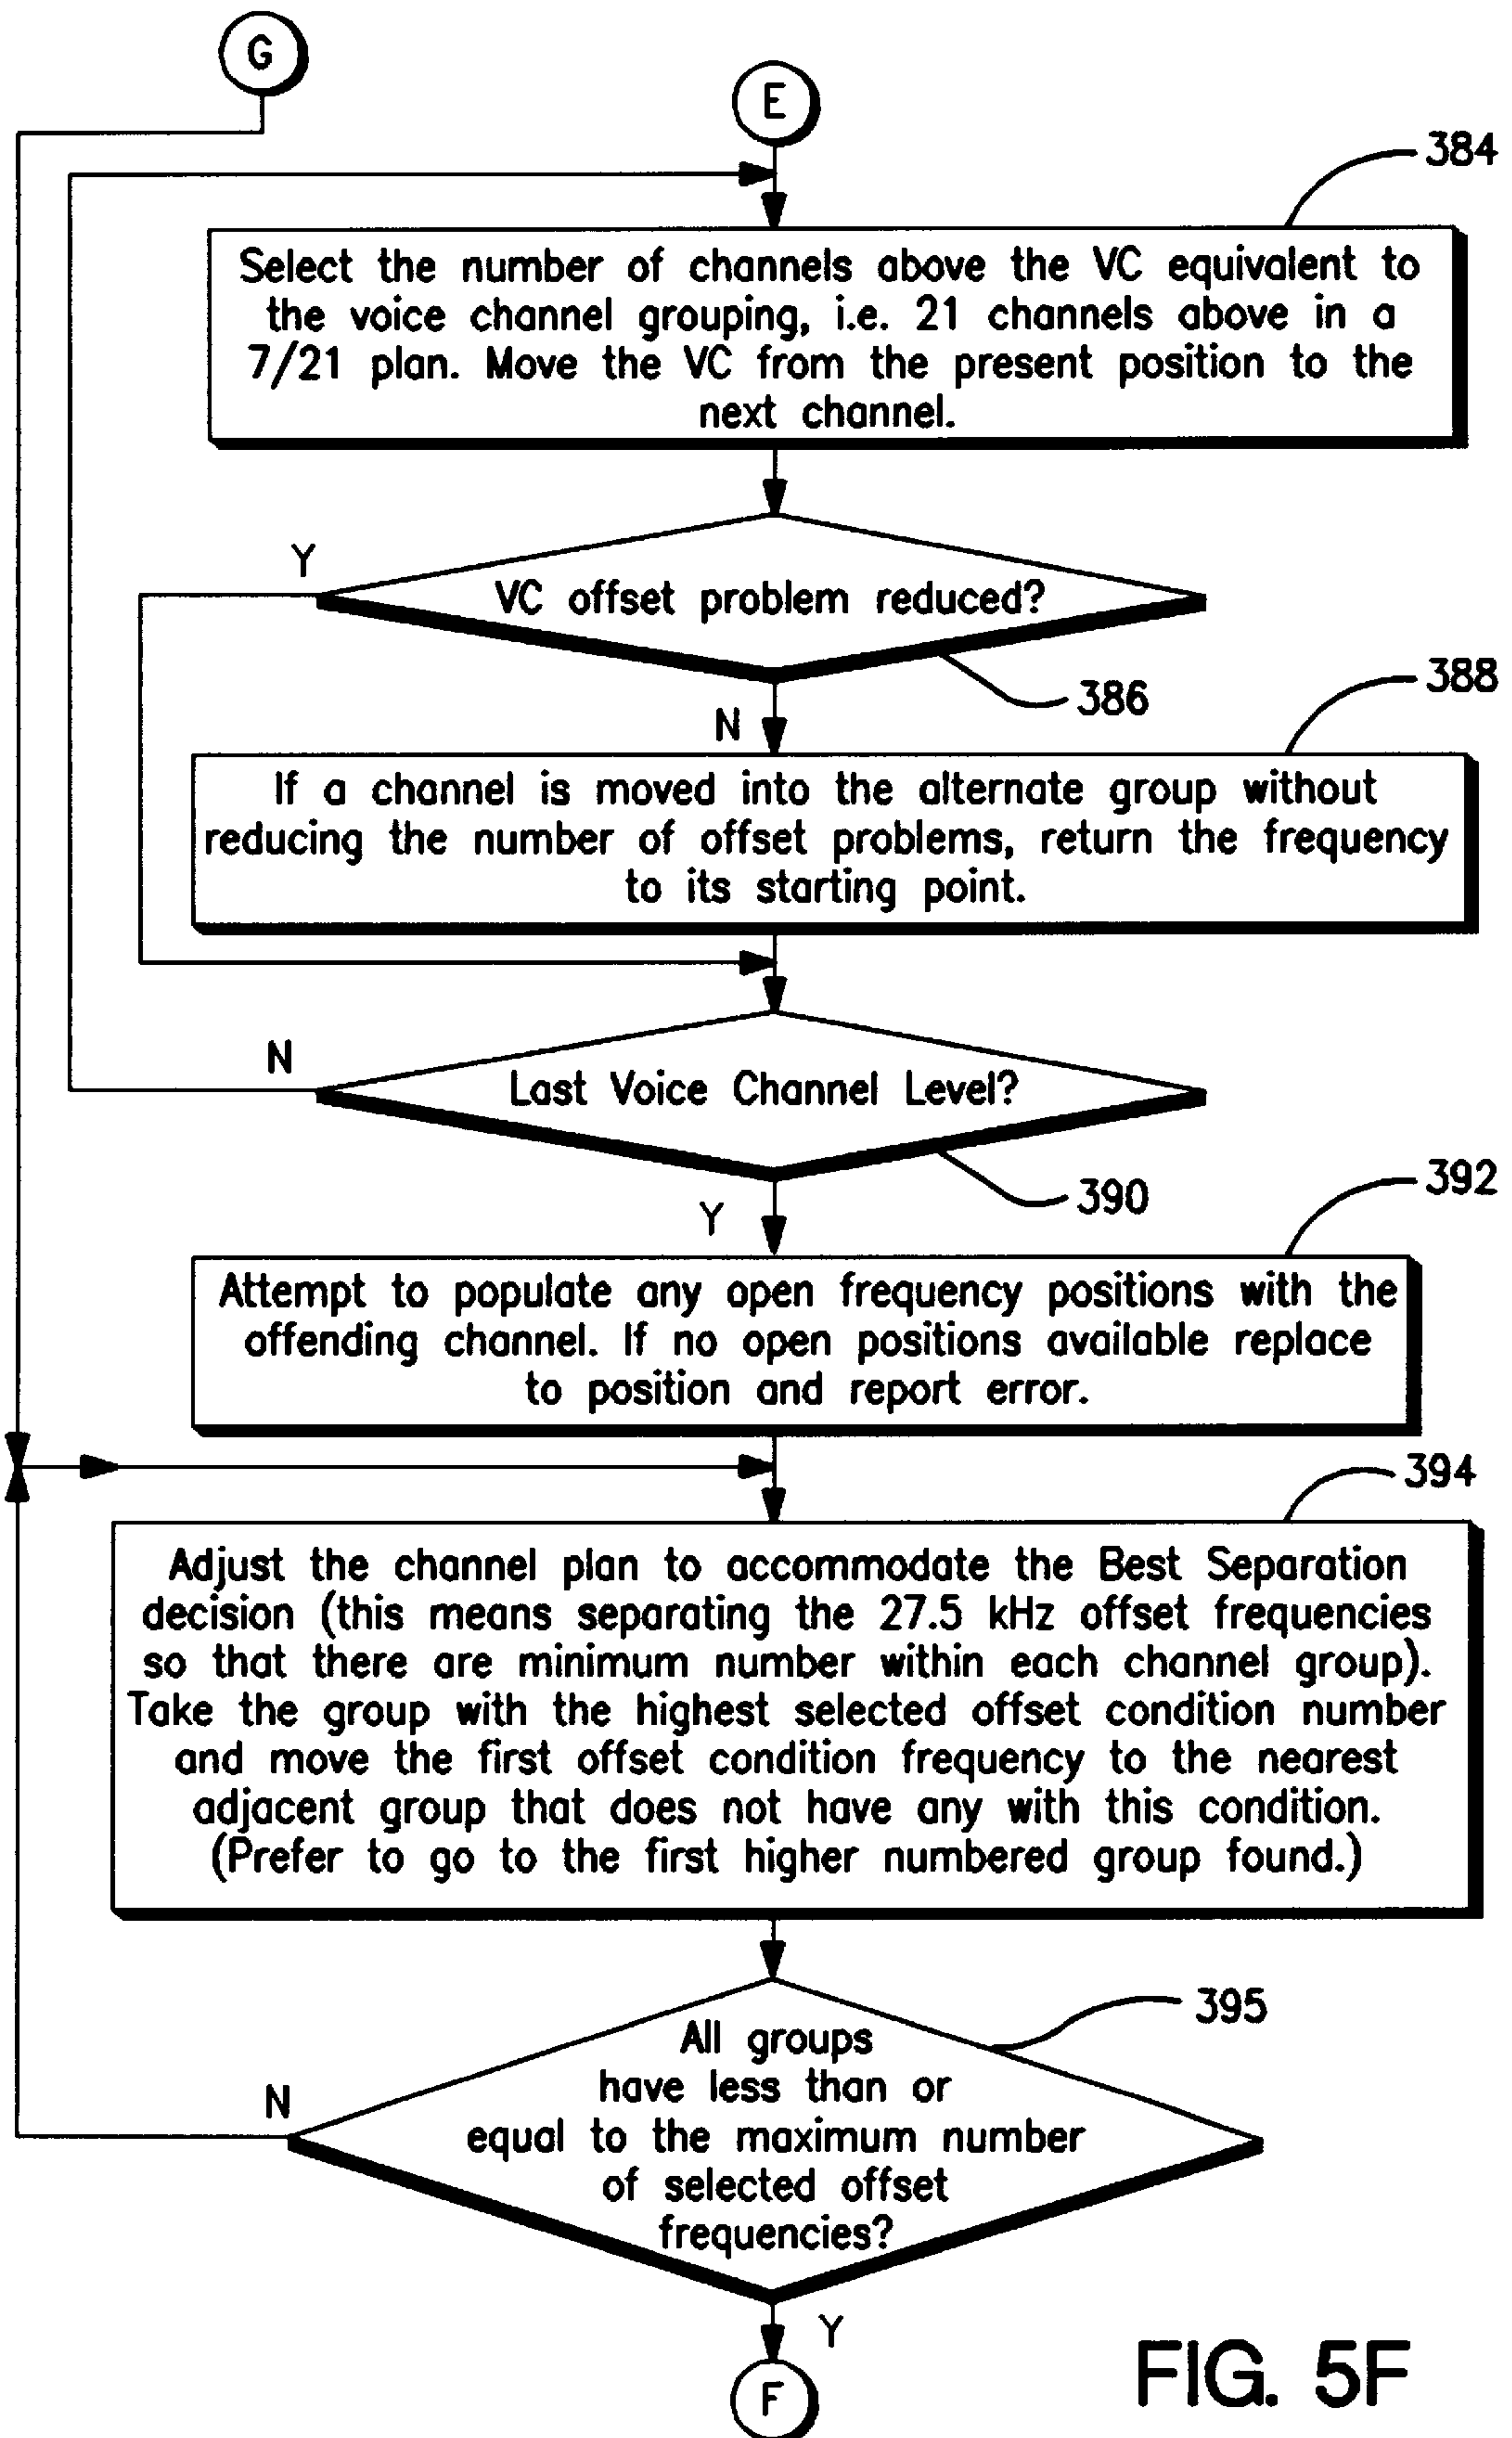 G
E
384
Select the number of channels above the VC equivalent to
the voice channel grouping, i.e. 21 channels above in a
7/21 plan. Move the VC from the present position to the
next channel.
Y
VC offset problem reduced?
386
N
388
If a channel is moved into the alternate group without
reducing the number of offset problems, return the frequency
to its starting point.
N
Last Voice Channel Level?
390
Y
392
Attempt to populate any open frequency positions with the
offending channel. If no open positions available replace
to position and report error.
394
Adjust the channel plan to accommodate the Best Separation
decision (this means separating the 27.5 kHz offset frequencies
so that there are minimum number within each channel group).
Take the group with the highest selected offset condition number
and move the first offset condition frequency to the nearest
adjacent group that does not have any with this condition.
(Prefer to go to the first higher numbered group found.)
395
All groups
have less than or
equal to the maximum number
of selected offset
frequencies?
N
Y
F
FIG. 5F